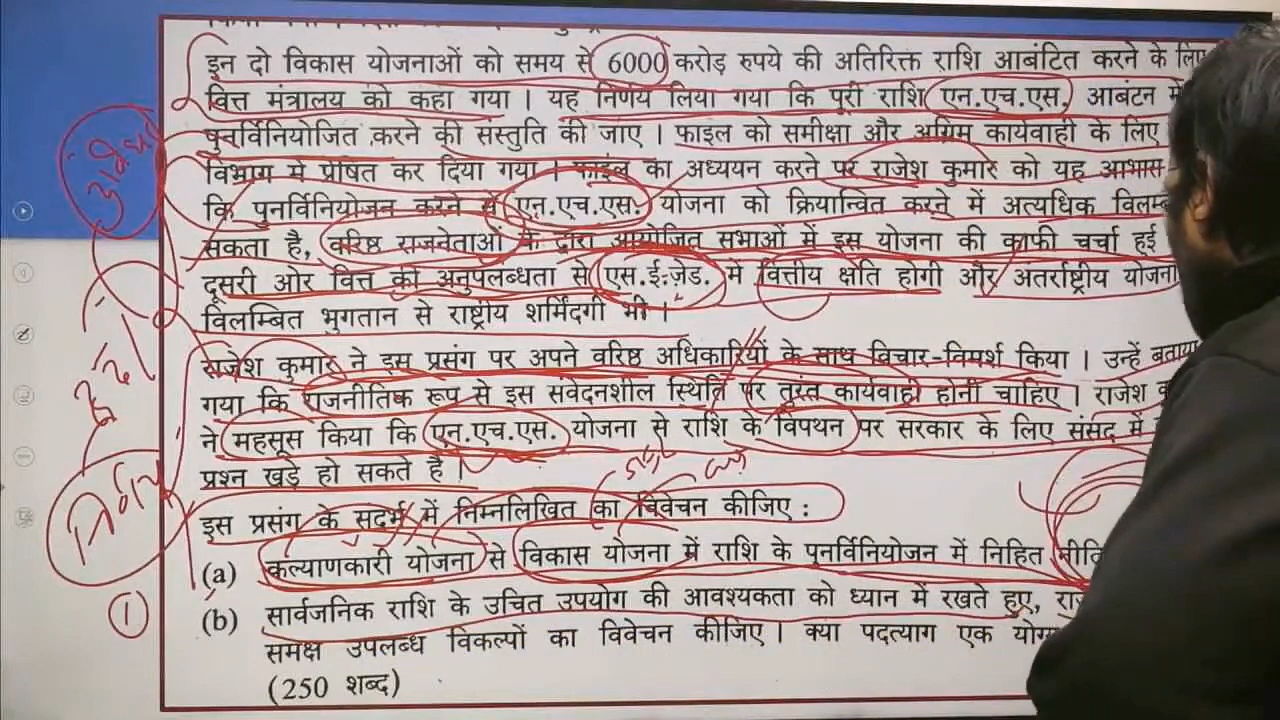 इन दो विकास योजनाओं को समय से 6000 करोड़ रुपये की अतिरिक्त राशि आबंटित करने के लिए
वित्त मंत्रालय को कहा गया । यह निर्णय लिया गया कि पूरी राशि एन.एच.एस. आबंटन में
पुनर्विनियोजित करने की संस्तुति की जाए । फाइल को समीक्षा और अग्रिम कार्यवाही के लिए
विभाग में प्रेषित कर दिया गया । फाइल का अध्ययन करने पर राजेश कुमार को यह आभास
कि पुनर्विनियोजन करने से एन.एच.एस. योजना को क्रियान्वित करने में अत्यधिक विलम्ब
सकता है, वरिष्ठ राजनेताओं के द्वारा आयोजित सभाओं में इस योजना की काफी चर्चा हुई
दूसरी ओर वित्त की अनुपलब्धता से एस.ई.ज़ेड. में वित्तीय क्षति होगी और अंतर्राष्ट्रीय योजना
विलम्बित भुगतान से राष्ट्रीय शर्मिंदगी भी ।
राजेश कुमार ने इस प्रसंग पर अपने वरिष्ठ अधिकारियों के साथ विचार-विमर्श किया । उन्हें बताया
गया कि राजनीतिक रूप से इस संवेदनशील स्थिति पर तुरंत कार्यवाही होनी चाहिए । राजेश
ने महसूस किया कि एन.एच.एस. योजना से राशि के विपथन पर सरकार के लिए संसद में
प्रश्न खड़े हो सकते हैं ।
इस प्रसंग के संदर्भ में निम्नलिखित का विवेचन कीजिए :
(a) कल्याणकारी योजना से विकास योजना में राशि के पुनर्विनियोजन में निहित
(b) सार्वजनिक राशि के उचित उपयोग की आवश्यकता को ध्यान में रखते हुए,
समक्ष उपलब्ध विकल्पों का विवेचन कीजिए । क्या पदत्याग एक
(250 शब्द)
निर्णय
1